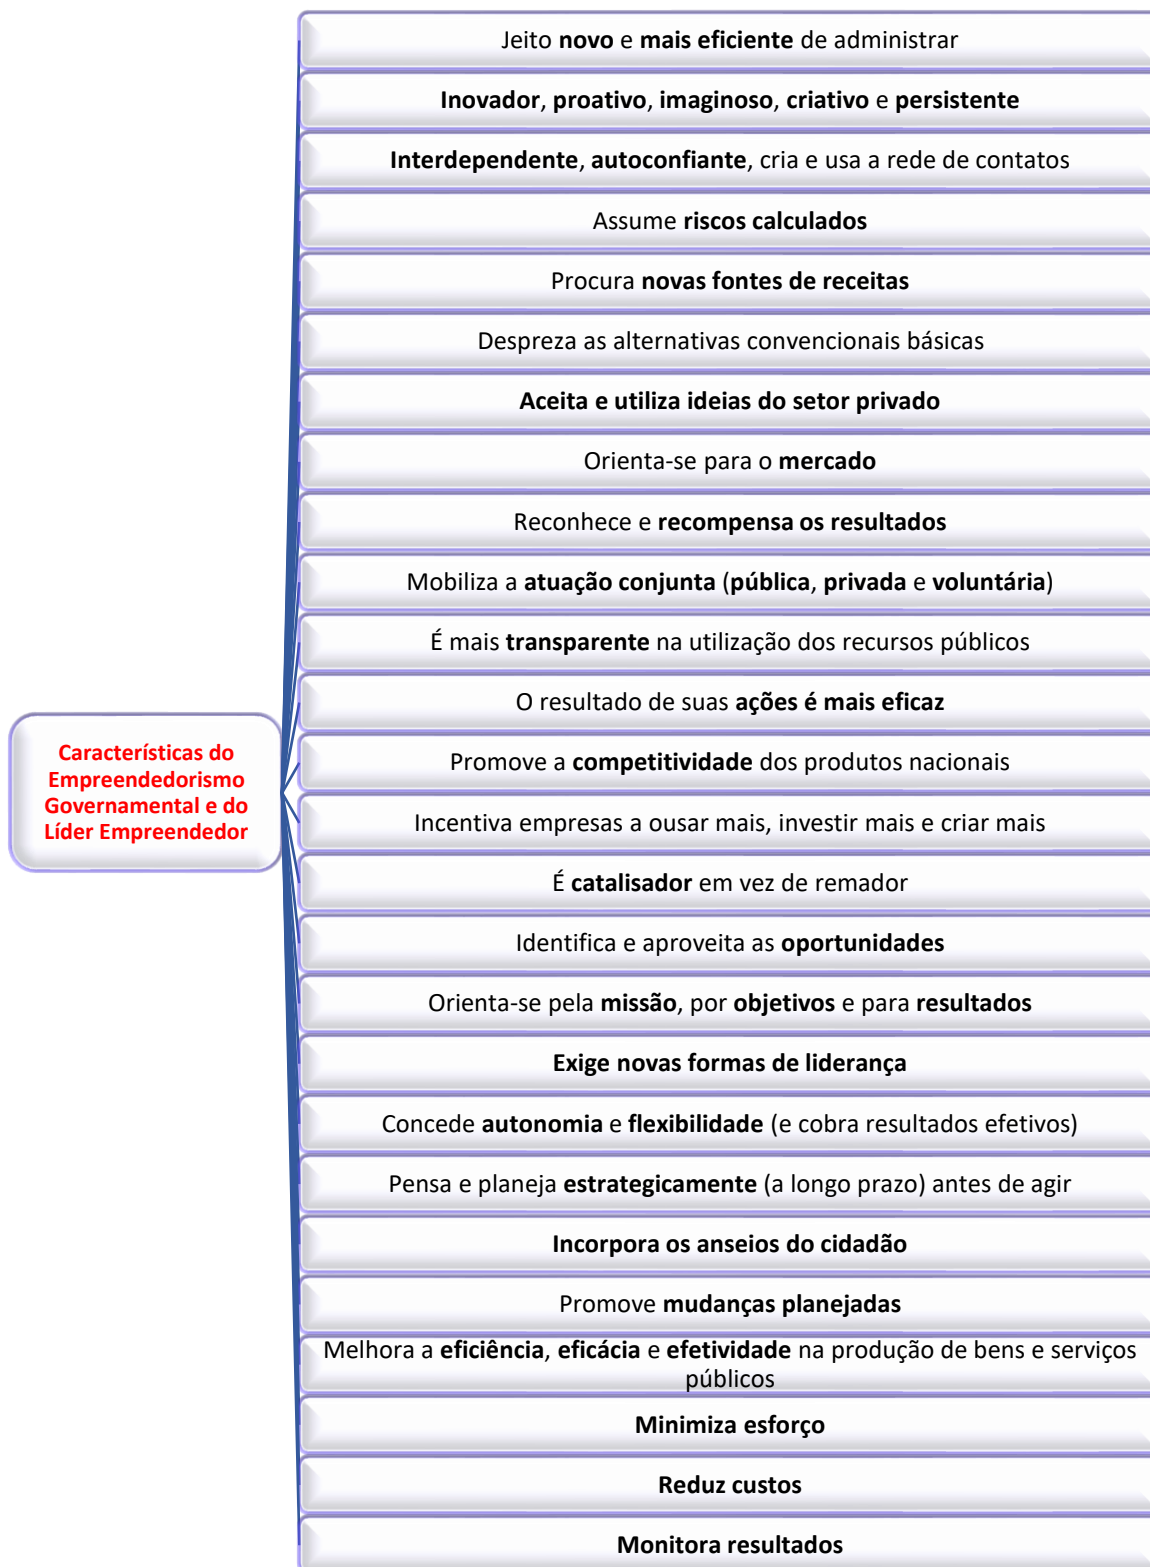 Jeito novo e mais eficiente de administrar
Inovador, proativo, imaginoso, criativo e persistente
Interdependente, autoconfiante, cria e usa a rede de contatos
Assume riscos calculados
Procura novas fontes de receitas
Despreza as alternativas convencionais básicas
Aceita e utiliza ideias do setor privado
Orienta-se para o mercado
Reconhece e recompensa os resultados
Mobiliza a atuação conjunta (pública, privada e voluntária)
É mais transparente na utilização dos recursos públicos
O resultado de suas ações é mais eficaz
Características do
Empreendedorismo
Governamental e do
Líder Empreendedor
Promove a competitividade dos produtos nacionais
Incentiva empresas a ousar mais, investir mais e criar mais
É catalisador em vez de remador
Identifica e aproveita as oportunidades
Orienta-se pela missão, por objetivos e para resultados
Exige novas formas de liderança
Concede autonomia e flexibilidade (e cobra resultados efetivos)
Pensa e planeja estrategicamente (a longo prazo) antes de agir
Incorpora os anseios do cidadão
Promove mudanças planejadas
Melhora a eficiência, eficácia e efetividade na produção de bens e serviços
públicos
Minimiza esforço
Reduz custos
Monitora resultados